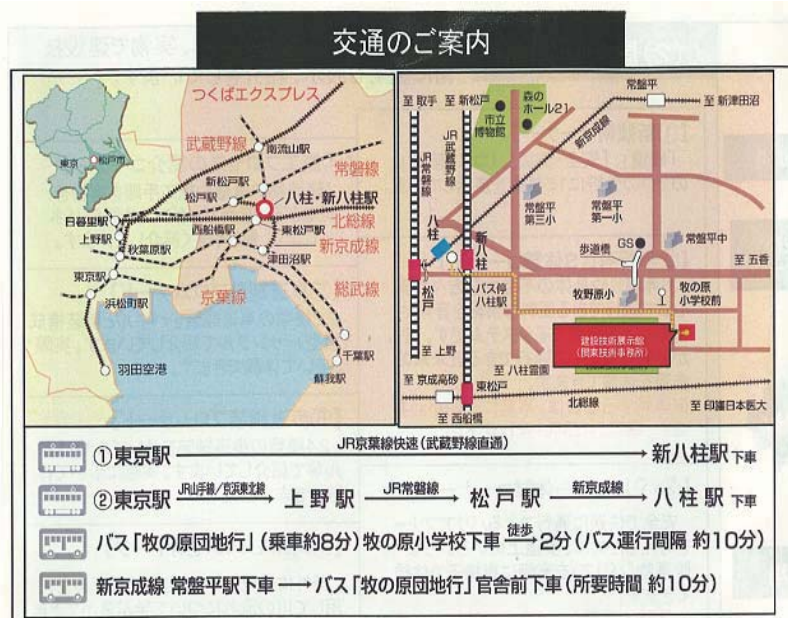 交通のご案内
つくばエクスプレス
武蔵野線
南流山駅
新松戸駅
常磐線
松戸駅
八柱・新八柱駅
東京
松戸市
日暮里駅
北総線
上野駅
西船橋駅
東松戸駅
秋葉原駅
新京成線
津田沼駅
東京駅
浜松町駅
京葉線
総武線
千葉駅
蘇我駅
羽田空港
至 取手
至 新松戸
森の
ホール21
市立
博物館
常盤平
至 新津田沼
新京成線
JR常磐線
JR武蔵野線
常盤平
第三小
常盤平
第一小
八柱
新八柱
歩道橋
GS
常盤平中
至 五香
松戸
バス停
八柱駅
牧野原小
牧の原
小学校前
建設技術展示館
(関東技術事務所)
至 上野
至 八柱霊園
至 京成高砂
東松戸
北総線
至 西船橋
至 印旛日本医大
①東京駅 JR京葉線快速(武蔵野線直通) 新八柱駅下車
②東京駅 JR山手線/京浜東北線 上野駅 JR常磐線 松戸駅 新京成線 八柱駅下車
バス「牧の原団地行」(乗車約8分)牧の原小学校下車 徒歩 2分(バス運行間隔 約10分)
新京成線 常盤平駅下車 バス「牧の原団地行」官舎前下車(所要時間 約10分)